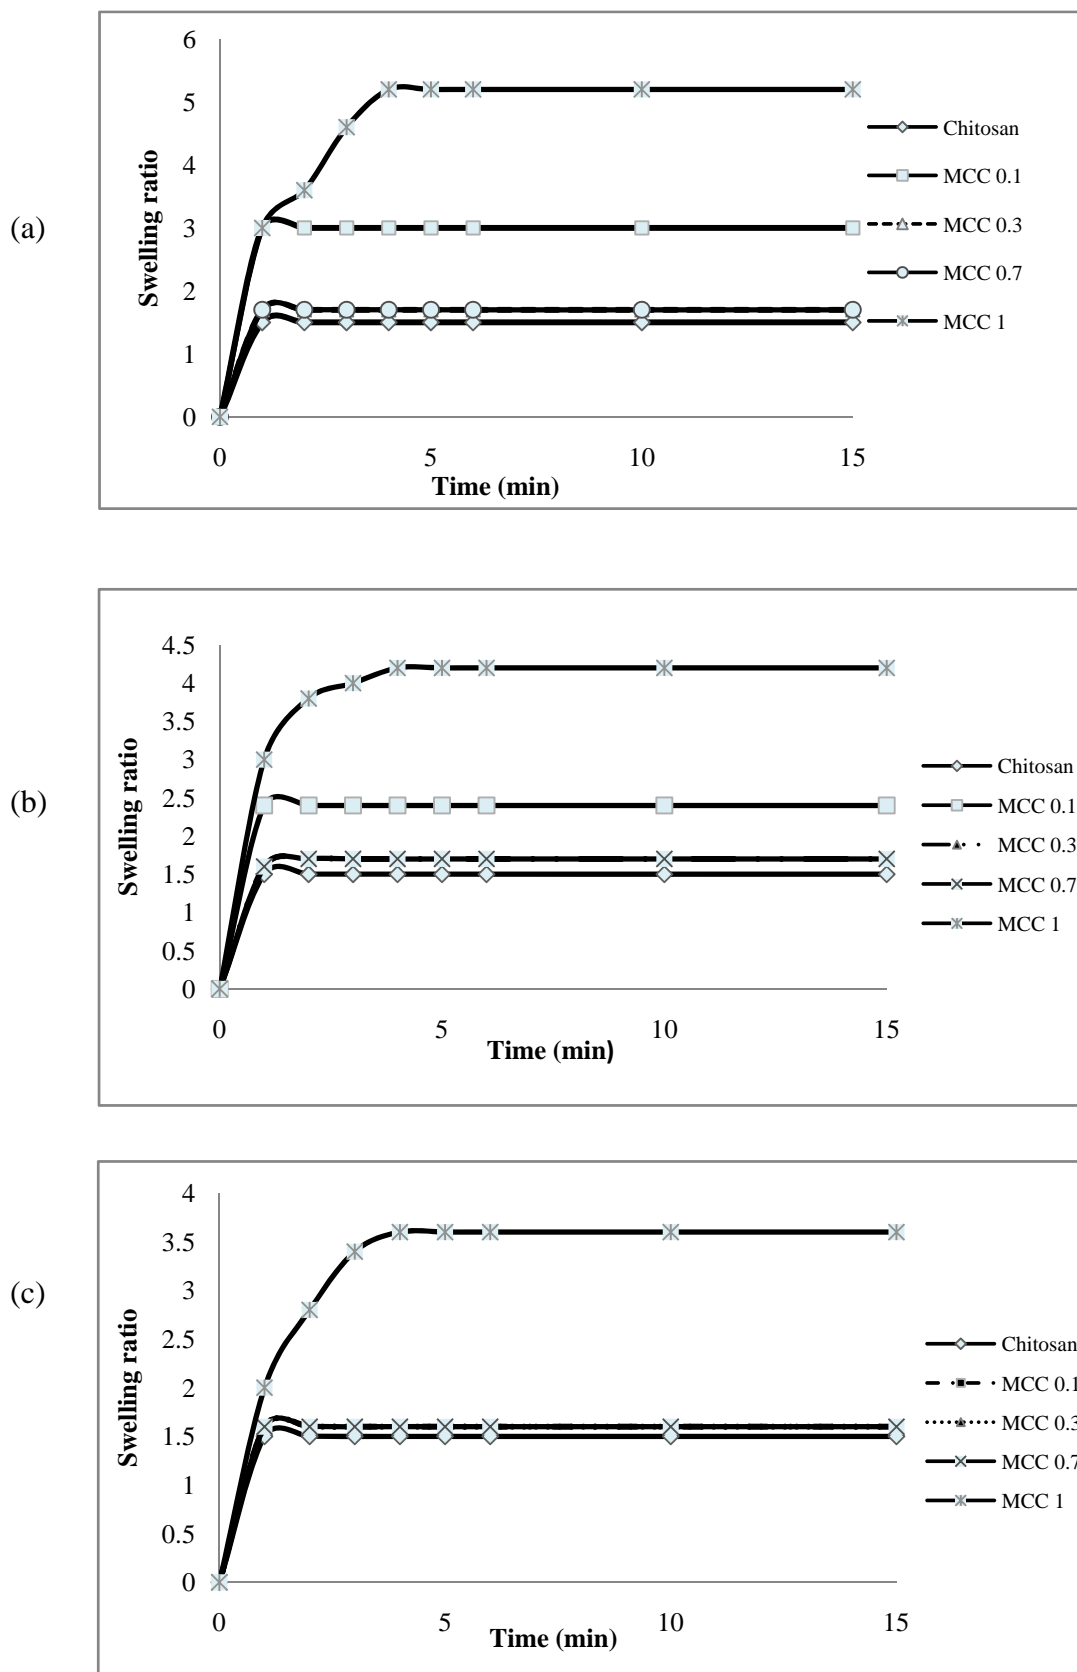 (a)
Swelling ratio
6
5
4
3
2
1
0
0 5 10 15
Time (min)
Chitosan
MCC 0.1
MCC 0.3
MCC 0.7
MCC 1
(b)
Swelling ratio
4.5
4
3.5
3
2.5
2
1.5
1
0.5
0
0 5 10 15
Time (min)
Chitosan
MCC 0.1
MCC 0.3
MCC 0.7
MCC 1
(c)
Swelling ratio
4
3.5
3
2.5
2
1.5
1
0.5
0
0 5 10 15
Time (min)
Chitosan
MCC 0.1
MCC 0.3
MCC 0.7
MCC 1